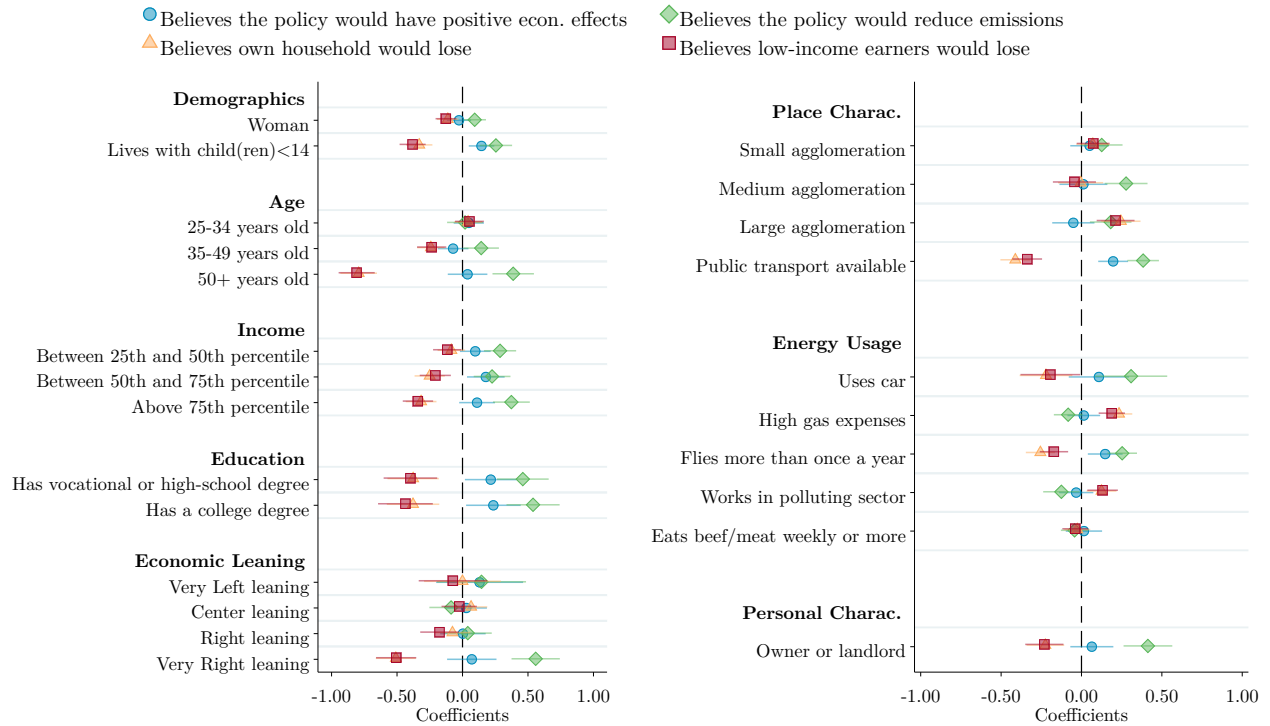 Believes the policy would have positive econ. effects
Believes the policy would reduce emissions
Believes own household would lose
Believes low-income earners would lose
Demographics
Woman
Lives with child(ren)<14
Age
25-34 years old
35-49 years old
50+ years old
Income
Between 25th and 50th percentile
Between 50th and 75th percentile
Above 75th percentile
Education
Has vocational or high-school degree
Has a college degree
Economic Leaning
Very Left leaning
Center leaning
Right leaning
Very Right leaning
-1.00 -0.50 0.00 0.50 1.00
Coefficients
Place Charac.
Small agglomeration
Medium agglomeration
Large agglomeration
Public transport available
Energy Usage
Uses car
High gas expenses
Flies more than once a year
Works in polluting sector
Eats beef/meat weekly or more
Personal Charac.
Owner or landlord
-1.00 -0.50 0.00 0.50 1.00
Coefficients